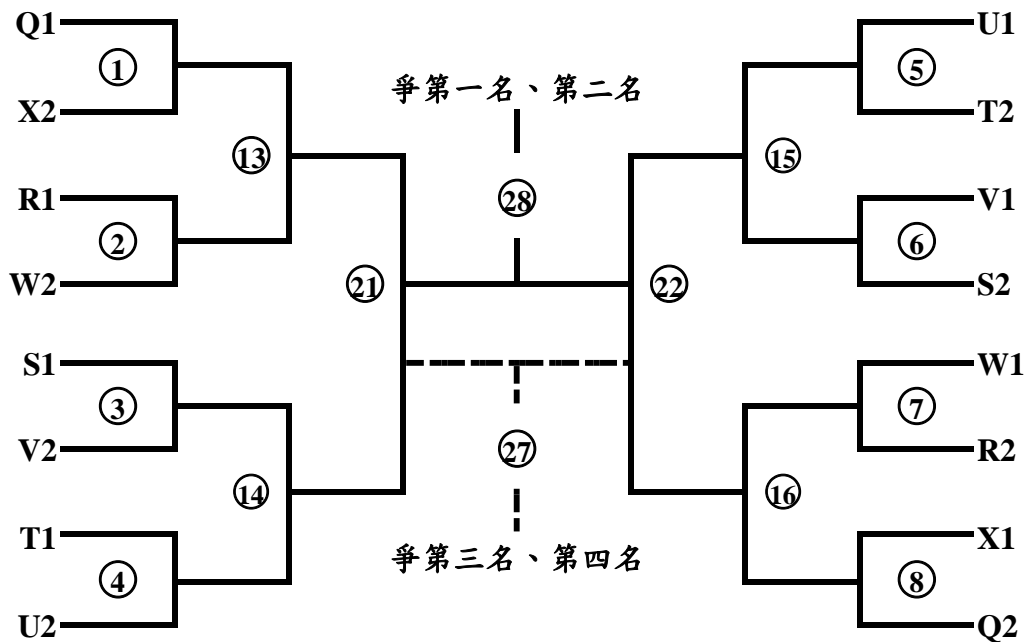 Q1
①
X2
⑬
R1
②
W2
㉑
S1
③
V2
⑭
T1
④
U2
爭第一名、第二名
㉘
㉗
爭第三名、第四名
U1
⑤
T2
⑮
V1
⑥
S2
㉒
W1
⑦
R2
⑯
X1
⑧
Q2